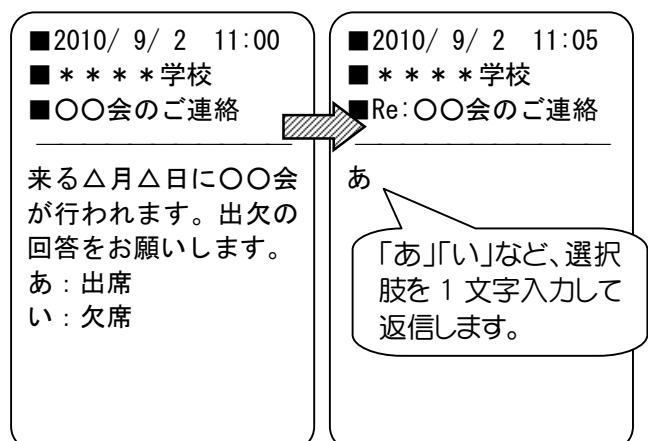 ■2010/ 9/ 2 11:00
■＊＊＊＊学校
■〇〇会のご連絡
来る△月△日に〇〇会
が行われます。出欠の
回答をお願いします。
あ：出席
い：欠席
■2010/ 9/ 2 11:05
■＊＊＊＊学校
■Re:〇〇会のご連絡
あ
「あ」「い」など、選択
肢を 1 文字入力して
返信します。